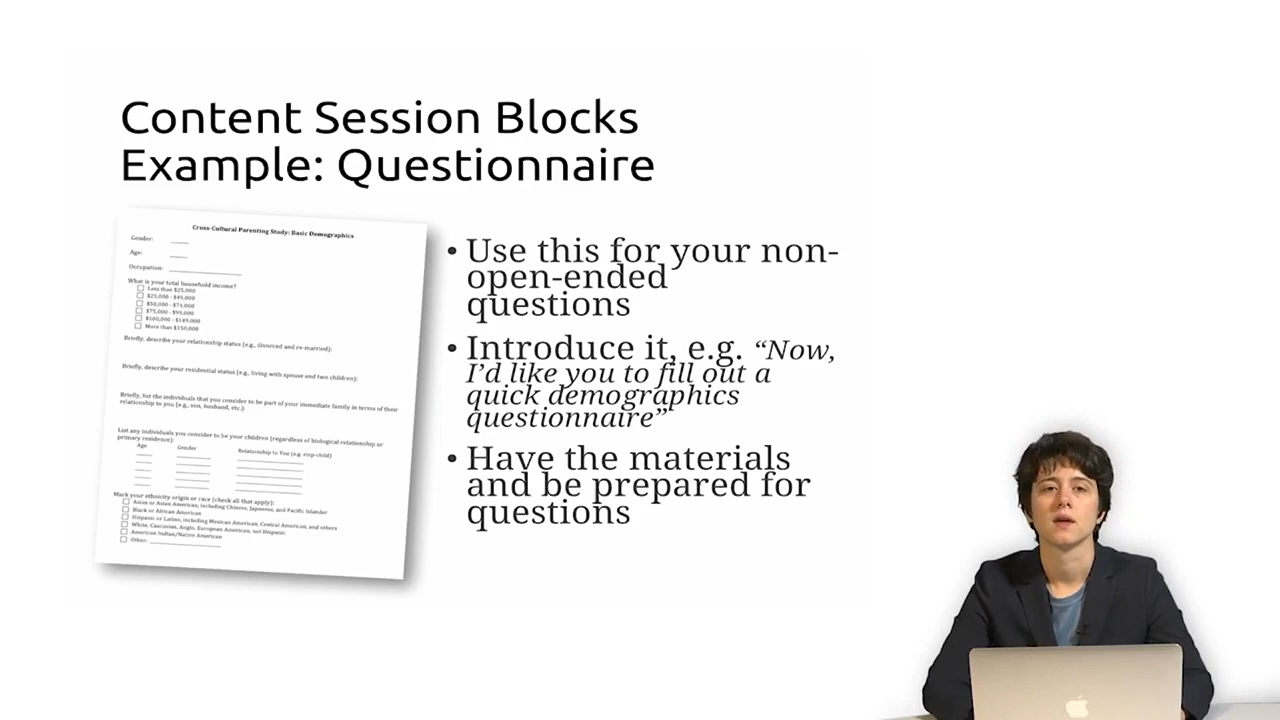 Content Session Blocks
Example: Questionnaire
Cross-Cultural Parenting Study: Basic Demographics
Gender:
Age:
Occupation:
What is your total household income?
Less than $25,000
$25,000 - $49,000
$50,000 - $74,000
$75,000 - $99,000
$100,000 - $149,000
More than $150,000
Briefly, describe your relationship status (e.g., divorced and re-married):
Briefly, describe your residential status (e.g., living with spouse and two children):
Briefly, list the individuals that you consider to be part of your immediate family in terms of their
relationship to you (e.g., son, husband, etc.):
List any individuals you consider to be your children (regardless of biological relationship or
primary residence):
Age Gender Relationship to You (e.g. step-child)
Mark your ethnicity origin or race (check all that apply):
Asian or Asian American, including Chinese, Japanese, and Pacific Islander
Black or African American
Hispanic or Latino, including Mexican American, Central American, and others
White, Caucasian, Anglo, European American; not Hispanic
American Indian/Native American
Other:
• Use this for your non-
open-ended
questions
• Introduce it, e.g. “Now,
I’d like you to fill out a
quick demographics
questionnaire”
• Have the materials
and be prepared for
questions